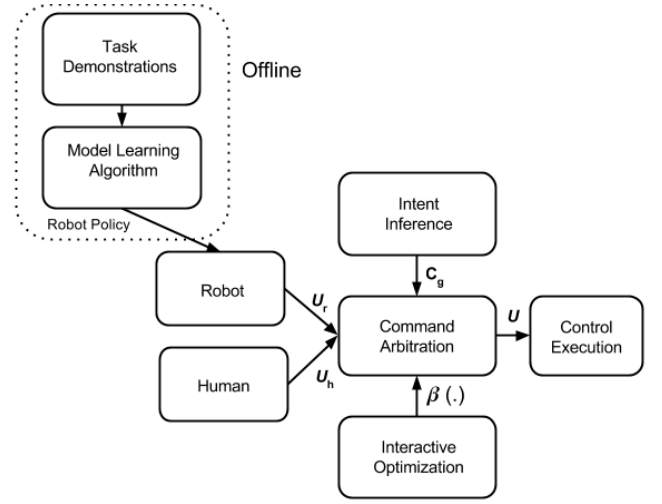 Task
Demonstrations
Offline
Model Learning
Algorithm
Robot Policy
Intent
Inference
Robot
U_r
C_g
Command
Arbitration
U
Control
Execution
Human
U_h
β (.)
Interactive
Optimization